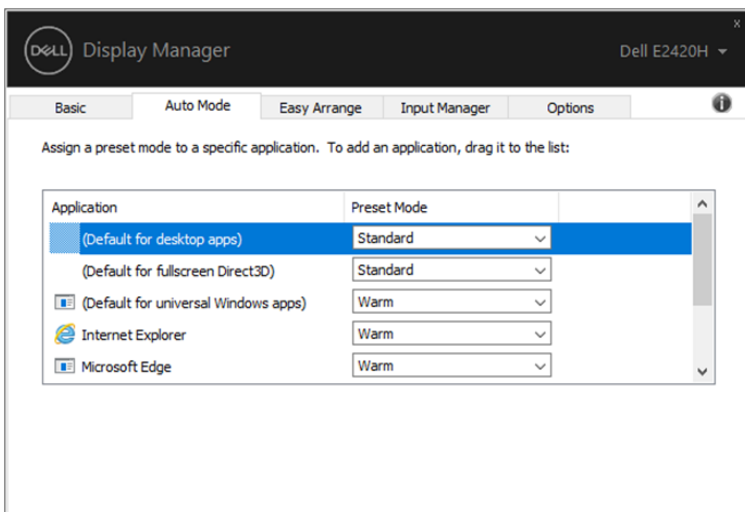 x
DELL Display Manager Dell E2420H
Basic Auto Mode Easy Arrange Input Manager Options
Assign a preset mode to a specific application. To add an application, drag it to the list:
Application Preset Mode
(Default for desktop apps) Standard
(Default for fullscreen Direct3D) Standard
(Default for universal Windows apps) Warm
Internet Explorer Warm
Microsoft Edge Warm